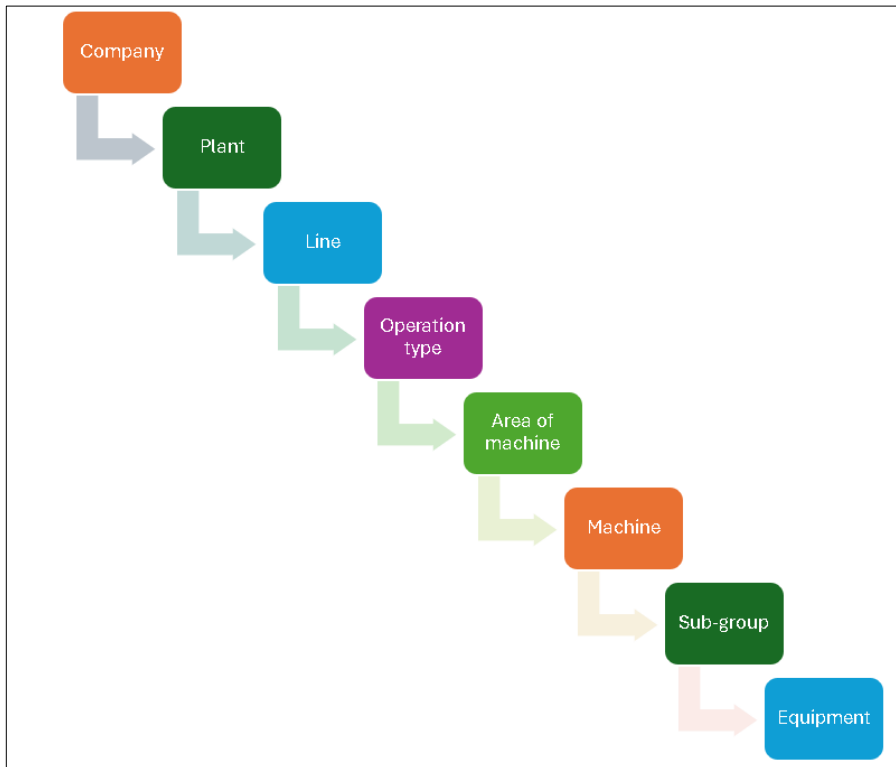 Company
Plant
Line
Operation
type
Area of
machine
Machine
Sub-group
Equipment